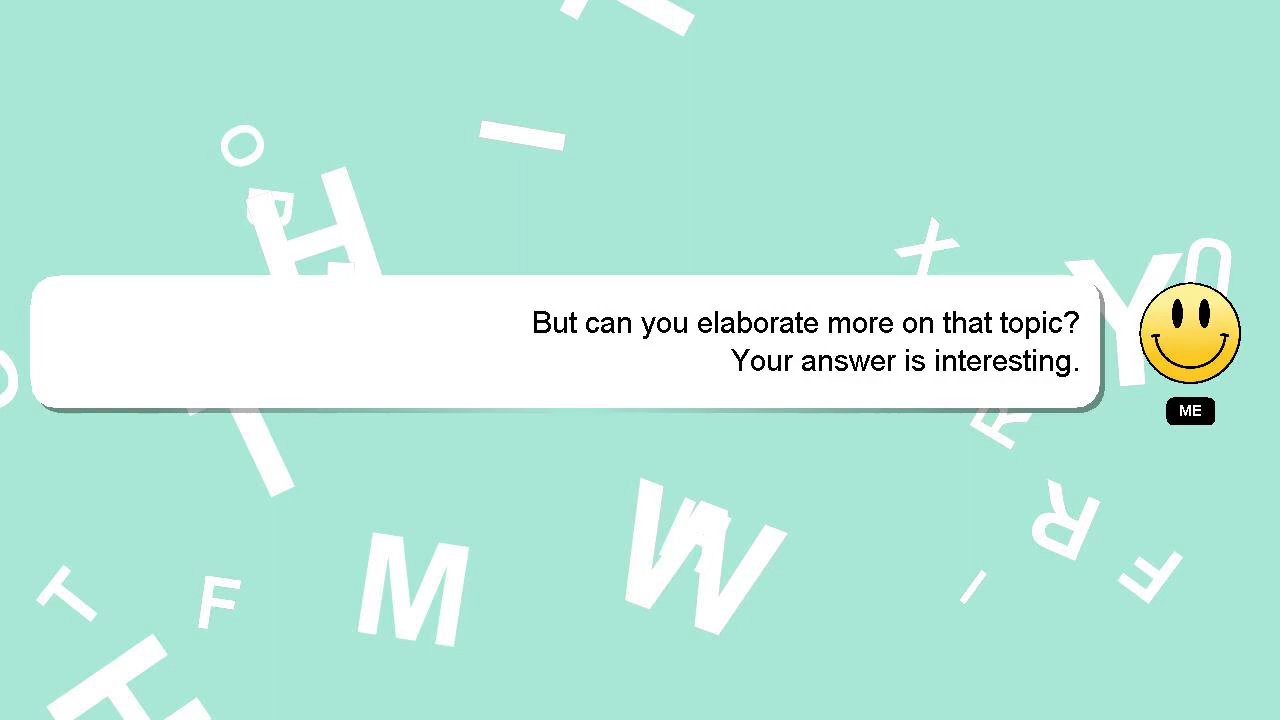 But can you elaborate more on that topic?
Your answer is interesting.
ME